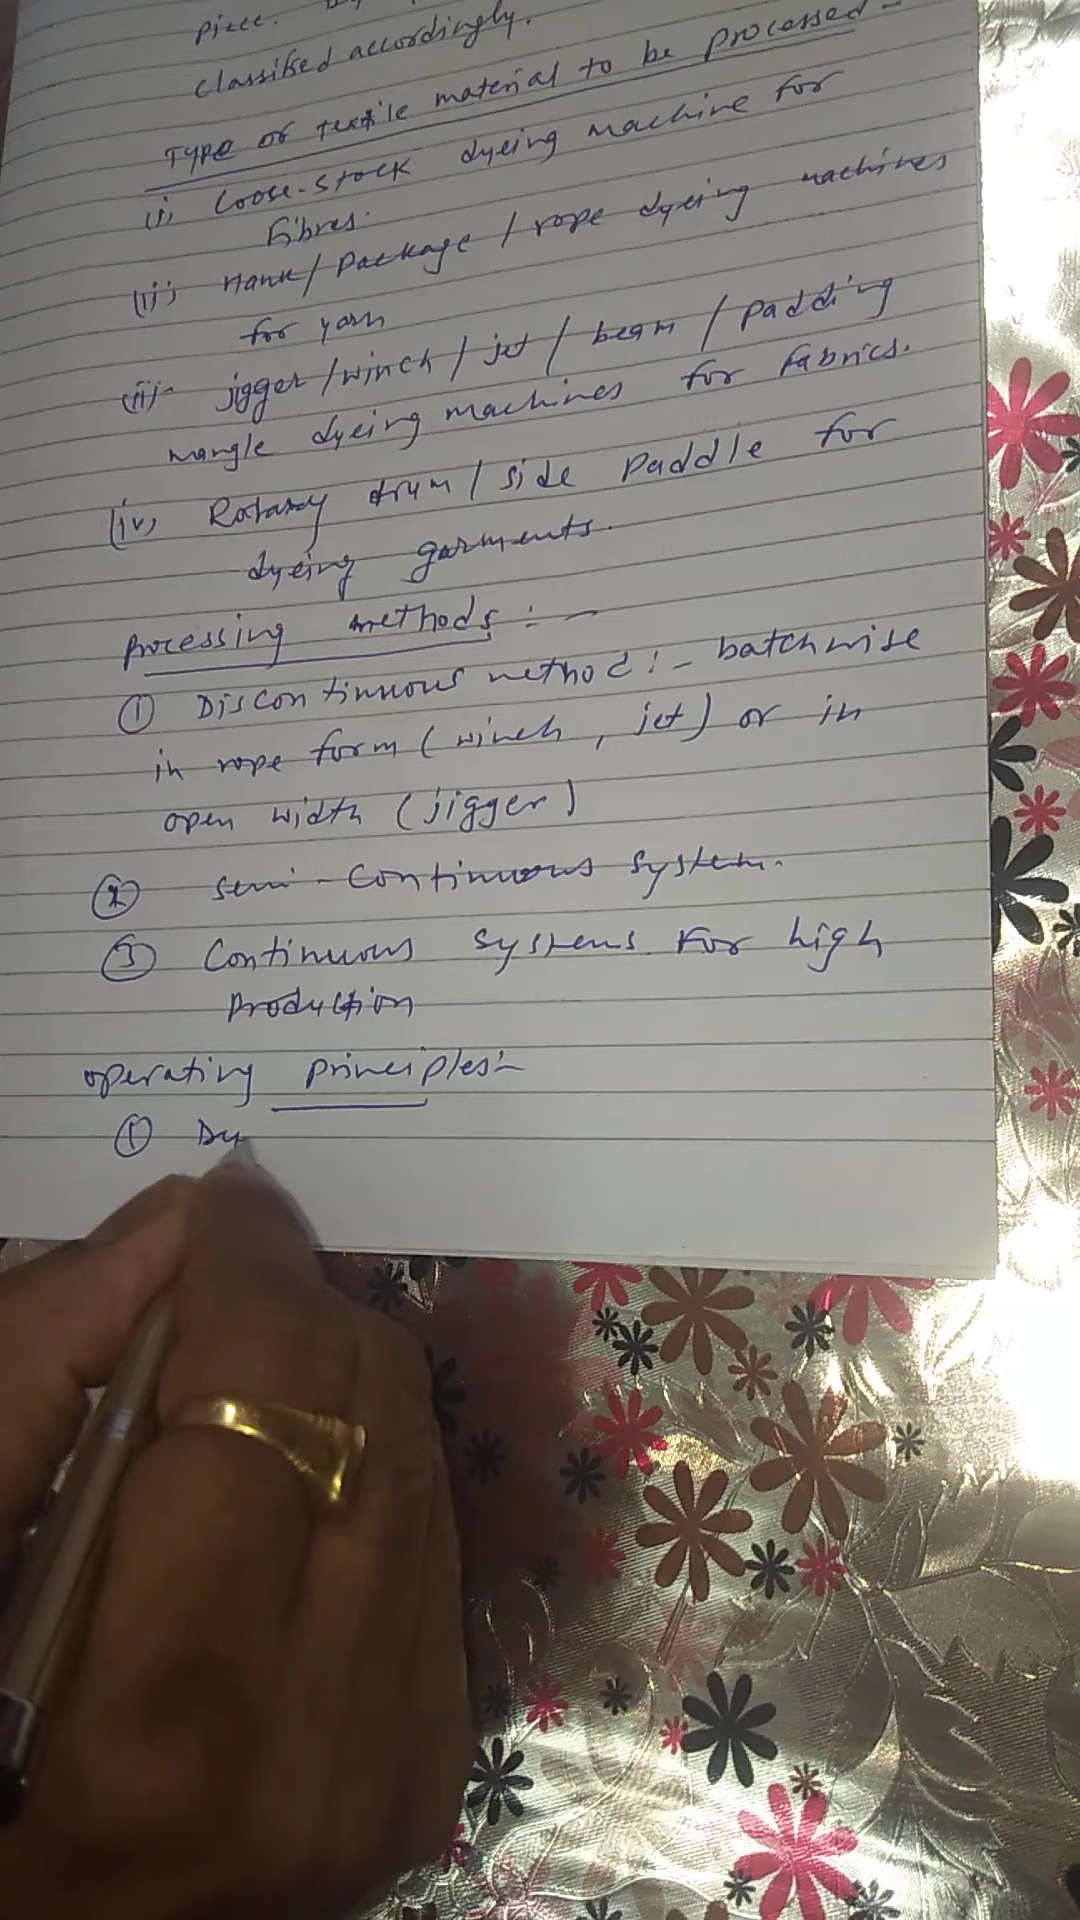 piece.
classified accordingly.
Type of textile material to be processed -
(i) Loose-stock dyeing machine for
fibres.
(ii) Hank / package / rope dyeing machines
for yarn
(iii) jigger / winch / jet / beam / padding
mangle dyeing machines for fabrics.
(iv) Rotary drum / side paddle for
dyeing garments.
Processing methods :-
① Discontinuous method :- batchwise
in rope form (winch, jet) or in
open width (jigger)
② semi-continuous system.
③ Continuous systems for high
production
operating principles:-
① Dy